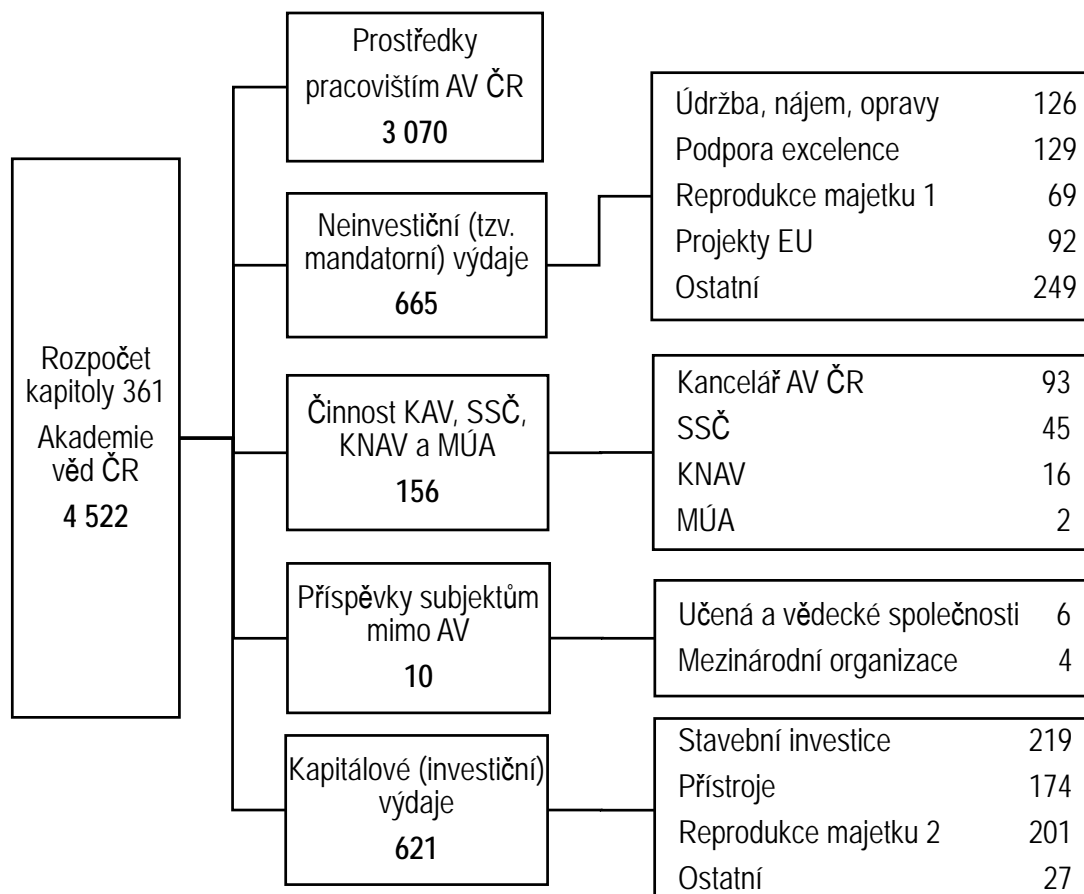 Rozpočet
kapitoly 361
Akademie
věd ČR
4 522
Prostředky
pracovištím AV ČR
3 070
Neinvestiční (tzv.
mandatorní) výdaje
665
Údržba, nájem, opravy 126
Podpora excelence 129
Reprodukce majetku 1 69
Projekty EU 92
Ostatní 249
Činnost KAV, SSČ,
KNAV a MÚA
156
Kancelář AV ČR 93
SSČ 45
KNAV 16
MÚA 2
Příspěvky subjektům
mimo AV
10
Učená a vědecké společnosti 6
Mezinárodní organizace 4
Kapitálové (investiční)
výdaje
621
Stavební investice 219
Přístroje 174
Reprodukce majetku 2 201
Ostatní 27